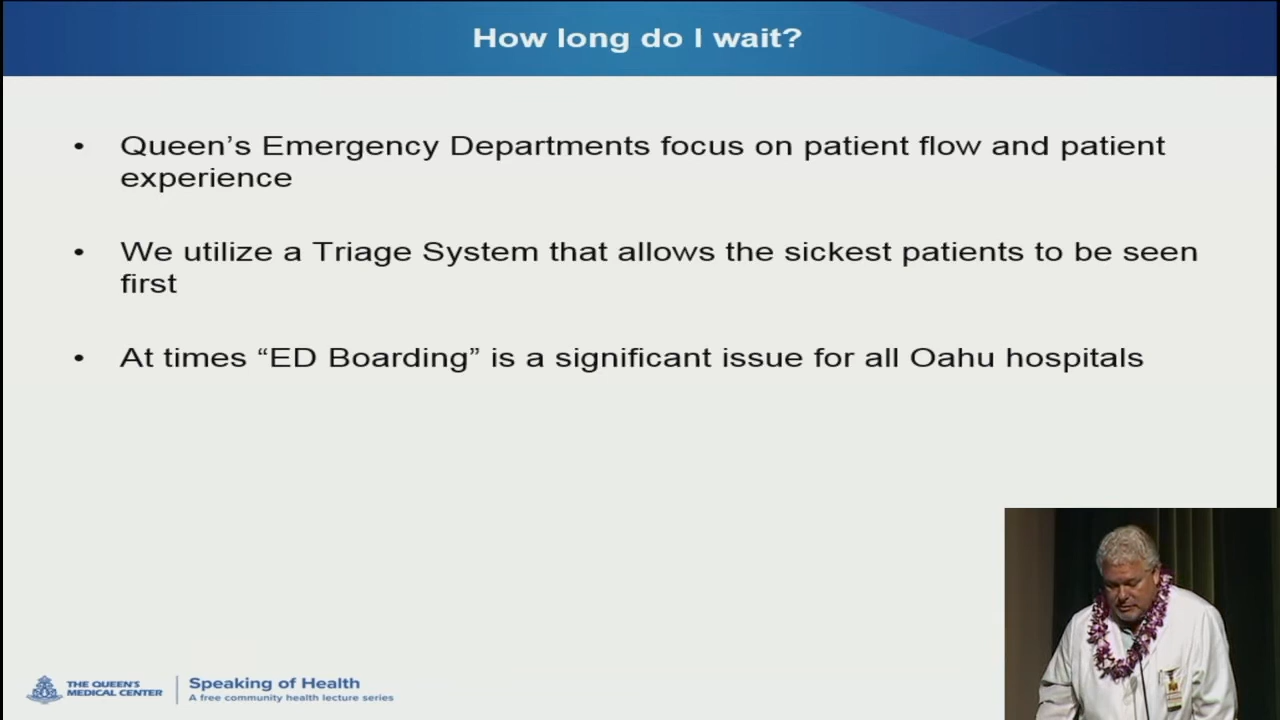 How long do I wait?
• Queen's Emergency Departments focus on patient flow and patient
experience
• We utilize a Triage System that allows the sickest patients to be seen
first
• At times “ED Boarding” is a significant issue for all Oahu hospitals
THE QUEEN'S
MEDICAL CENTER
Speaking of Health
A free community health lecture series